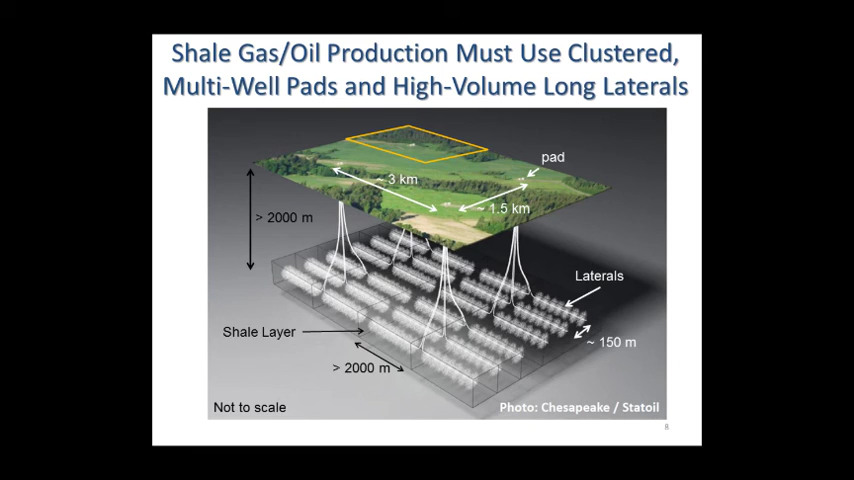 Shale Gas/Oil Production Must Use Clustered,
Multi-Well Pads and High-Volume Long Laterals
pad
~ 3 km
1.5 km
> 2000 m
Laterals
Shale Layer
~ 150 m
> 2000 m
Not to scale
Photo: Chesapeake / Statoil
8